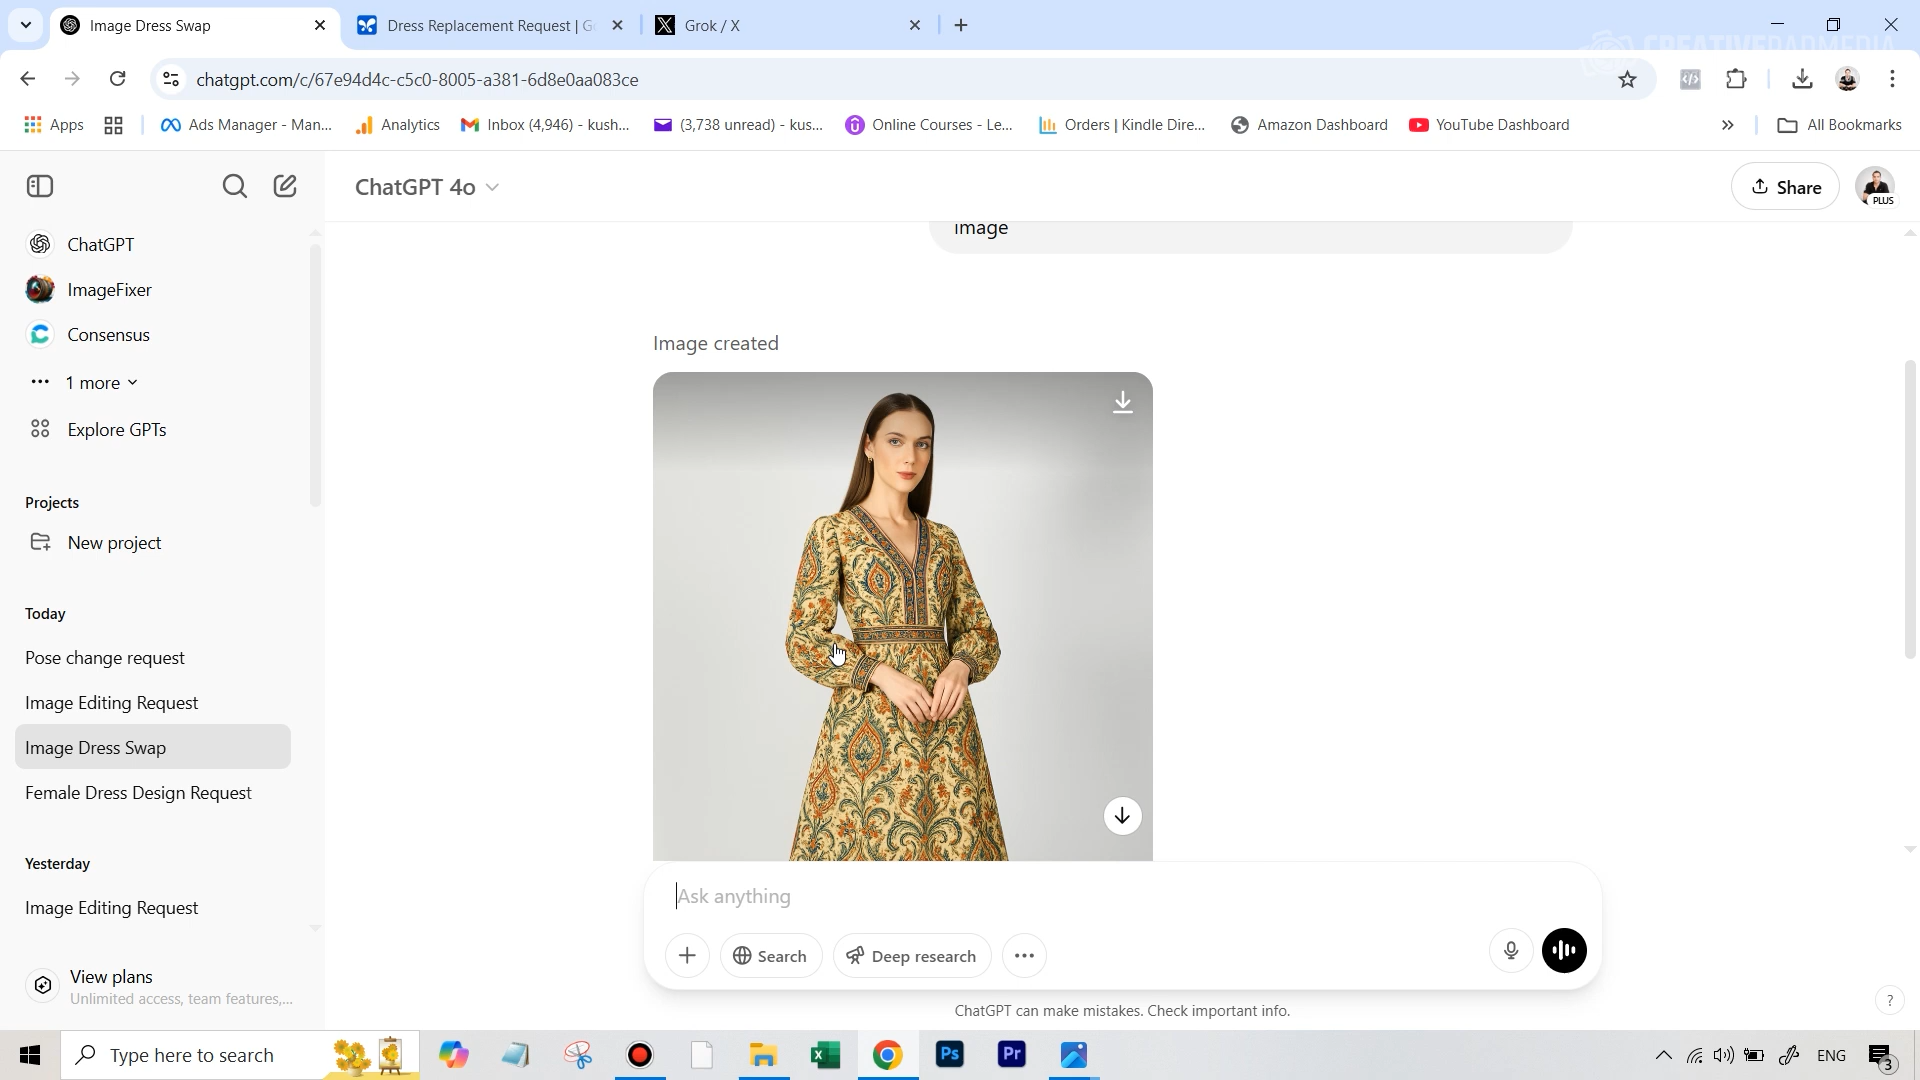 Image Dress Swap
Dress Replacement Request | G
Grok / X
CREATIVEPADMEDIA
chatgpt.com/c/67e94d4c-c5c0-8005-a381-6d8e0aa083ce
Apps
Ads Manager - Man...
Analytics
Inbox (4,946) - kush...
(3,738 unread) - kus...
Online Courses - Le...
Orders | Kindle Dire...
Amazon Dashboard
YouTube Dashboard
All Bookmarks
ChatGPT 4o
Share
PLUS
ChatGPT
ImageFixer
Consensus
1 more
Explore GPTs
Projects
New project
Today
Pose change request
Image Editing Request
Image Dress Swap
Female Dress Design Request
Yesterday
Image Editing Request
View plans
Unlimited access, team features,...
image
Image created
Ask anything
Search
Deep research
ChatGPT can make mistakes. Check important info.
?
Type here to search
Ps
Pr
ENG
3